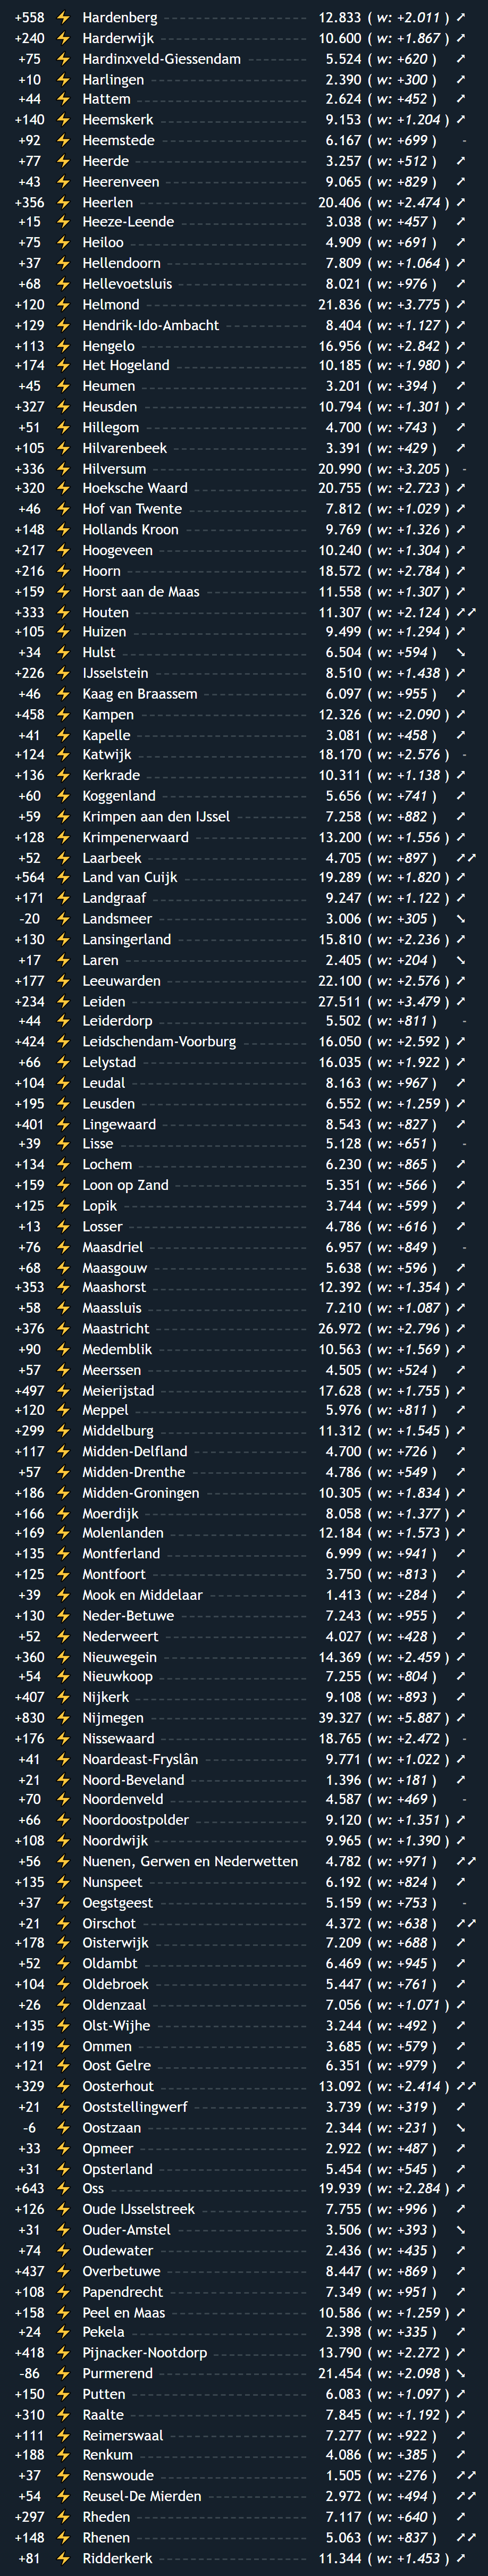 +558 ⚡ Hardenberg 12.833 ( w: +2.011 ) ➚
+240 ⚡ Harderwijk 10.600 ( w: +1.867 ) ➚
+75 ⚡ Hardinxveld-Giessendam 5.524 ( w: +620 ) ➚
+10 ⚡ Harlingen 2.390 ( w: +300 ) ➚
+44 ⚡ Hattem 2.624 ( w: +452 ) ➚
+140 ⚡ Heemskerk 9.153 ( w: +1.204 ) ➚
+92 ⚡ Heemstede 6.167 ( w: +699 ) -
+77 ⚡ Heerde 3.257 ( w: +512 ) ➚
+43 ⚡ Heerenveen 9.065 ( w: +829 ) ➚
+356 ⚡ Heerlen 20.406 ( w: +2.474 ) ➚
+15 ⚡ Heeze-Leende 3.038 ( w: +457 ) ➚
+75 ⚡ Heiloo 4.909 ( w: +691 ) ➚
+37 ⚡ Hellendoorn 7.809 ( w: +1.064 ) ➚
+68 ⚡ Hellevoetsluis 8.021 ( w: +976 ) ➚
+120 ⚡ Helmond 21.836 ( w: +3.775 ) ➚
+129 ⚡ Hendrik-Ido-Ambacht 8.404 ( w: +1.127 ) ➚
+113 ⚡ Hengelo 16.956 ( w: +2.842 ) ➚
+174 ⚡ Het Hogeland 10.185 ( w: +1.980 ) ➚
+45 ⚡ Heumen 3.201 ( w: +394 ) ➚
+327 ⚡ Heusden 10.794 ( w: +1.301 ) ➚
+51 ⚡ Hillegom 4.700 ( w: +743 ) ➚
+105 ⚡ Hilvarenbeek 3.391 ( w: +429 ) ➚
+336 ⚡ Hilversum 20.990 ( w: +3.205 ) -
+320 ⚡ Hoeksche Waard 20.755 ( w: +2.723 ) ➚
+46 ⚡ Hof van Twente 7.812 ( w: +1.029 ) ➚
+148 ⚡ Hollands Kroon 9.769 ( w: +1.326 ) ➚
+217 ⚡ Hoogeveen 10.240 ( w: +1.304 ) ➚
+216 ⚡ Hoorn 18.572 ( w: +2.784 ) ➚
+159 ⚡ Horst aan de Maas 11.558 ( w: +1.307 ) ➚
+333 ⚡ Houten 11.307 ( w: +2.124 ) ➚➚
+105 ⚡ Huizen 9.499 ( w: +1.294 ) ➚
+34 ⚡ Hulst 6.504 ( w: +594 ) ➘
+226 ⚡ IJsselstein 8.510 ( w: +1.438 ) ➚
+46 ⚡ Kaag en Braassem 6.097 ( w: +955 ) ➚
+458 ⚡ Kampen 12.326 ( w: +2.090 ) ➚
+41 ⚡ Kapelle 3.081 ( w: +458 ) ➚
+124 ⚡ Katwijk 18.170 ( w: +2.576 ) -
+136 ⚡ Kerkrade 10.311 ( w: +1.138 ) ➚
+60 ⚡ Koggenland 5.656 ( w: +741 ) ➚
+59 ⚡ Krimpen aan den IJssel 7.258 ( w: +882 ) ➚
+128 ⚡ Krimpenerwaard 13.200 ( w: +1.556 ) ➚
+52 ⚡ Laarbeek 4.705 ( w: +897 ) ➚➚
+564 ⚡ Land van Cuijk 19.289 ( w: +1.820 ) ➚
+171 ⚡ Landgraaf 9.247 ( w: +1.122 ) ➚
-20 ⚡ Landsmeer 3.006 ( w: +305 ) ➘
+130 ⚡ Lansingerland 15.810 ( w: +2.236 ) ➚
+17 ⚡ Laren 2.405 ( w: +204 ) ➘
+177 ⚡ Leeuwarden 22.100 ( w: +2.576 ) ➚
+234 ⚡ Leiden 27.511 ( w: +3.479 ) ➚
+44 ⚡ Leiderdorp 5.502 ( w: +811 ) -
+424 ⚡ Leidschendam-Voorburg 16.050 ( w: +2.592 ) ➚
+66 ⚡ Lelystad 16.035 ( w: +1.922 ) ➚
+104 ⚡ Leudal 8.163 ( w: +967 ) ➚
+195 ⚡ Leusden 6.552 ( w: +1.259 ) ➚
+401 ⚡ Lingewaard 8.543 ( w: +827 ) ➚
+39 ⚡ Lisse 5.128 ( w: +651 ) -
+134 ⚡ Lochem 6.230 ( w: +865 ) ➚
+159 ⚡ Loon op Zand 5.351 ( w: +566 ) ➚
+125 ⚡ Lopik 3.744 ( w: +599 ) ➚
+13 ⚡ Losser 4.786 ( w: +616 ) ➚
+76 ⚡ Maasdriel 6.957 ( w: +849 ) -
+68 ⚡ Maasgouw 5.638 ( w: +596 ) ➚
+353 ⚡ Maashorst 12.392 ( w: +1.354 ) ➚
+58 ⚡ Maassluis 7.210 ( w: +1.087 ) ➚
+376 ⚡ Maastricht 26.972 ( w: +2.796 ) ➚
+90 ⚡ Medemblik 10.563 ( w: +1.569 ) ➚
+57 ⚡ Meerssen 4.505 ( w: +524 ) ➚
+497 ⚡ Meierijstad 17.628 ( w: +1.755 ) ➚
+120 ⚡ Meppel 5.976 ( w: +811 ) ➚
+299 ⚡ Middelburg 11.312 ( w: +1.545 ) ➚
+117 ⚡ Midden-Delfland 4.700 ( w: +726 ) ➚
+57 ⚡ Midden-Drenthe 4.786 ( w: +549 ) ➚
+186 ⚡ Midden-Groningen 10.305 ( w: +1.834 ) ➚
+166 ⚡ Moerdijk 8.058 ( w: +1.377 ) ➚
+169 ⚡ Molenlanden 12.184 ( w: +1.573 ) ➚
+135 ⚡ Montferland 6.999 ( w: +941 ) ➚
+125 ⚡ Montfoort 3.750 ( w: +813 ) ➚
+39 ⚡ Mook en Middelaar 1.413 ( w: +284 ) ➚
+130 ⚡ Neder-Betuwe 7.243 ( w: +955 ) ➚
+52 ⚡ Nederweert 4.027 ( w: +428 ) ➚
+360 ⚡ Nieuwegein 14.369 ( w: +2.459 ) ➚
+54 ⚡ Nieuwkoop 7.255 ( w: +804 ) ➚
+407 ⚡ Nijkerk 9.108 ( w: +893 ) ➚
+830 ⚡ Nijmegen 39.327 ( w: +5.887 ) ➚
+176 ⚡ Nissewaard 18.765 ( w: +2.472 ) -
+41 ⚡ Noardeast-Fryslân 9.771 ( w: +1.022 ) ➚
+21 ⚡ Noord-Beveland 1.396 ( w: +181 ) ➚
+70 ⚡ Noordenveld 4.587 ( w: +469 ) -
+66 ⚡ Noordoostpolder 9.120 ( w: +1.351 ) ➚
+108 ⚡ Noordwijk 9.965 ( w: +1.390 ) ➚
+56 ⚡ Nuenen, Gerwen en Nederwetten 4.782 ( w: +971 ) ➚➚
+135 ⚡ Nunspeet 6.192 ( w: +824 ) ➚
+37 ⚡ Oegstgeest 5.159 ( w: +753 ) -
+21 ⚡ Oirschot 4.372 ( w: +638 ) ➚➚
+178 ⚡ Oisterwijk 7.209 ( w: +688 ) ➚
+52 ⚡ Oldambt 6.469 ( w: +945 ) ➚
+104 ⚡ Oldebroek 5.447 ( w: +761 ) ➚
+26 ⚡ Oldenzaal 7.056 ( w: +1.071 ) ➚
+135 ⚡ Olst-Wijhe 3.244 ( w: +492 ) ➚
+119 ⚡ Ommen 3.685 ( w: +579 ) ➚
+121 ⚡ Oost Gelre 6.351 ( w: +979 ) ➚
+329 ⚡ Oosterhout 13.092 ( w: +2.414 ) ➚➚
+21 ⚡ Ooststellingwerf 3.739 ( w: +319 ) ➚
-6 ⚡ Oostzaan 2.344 ( w: +231 ) ➘
+33 ⚡ Opmeer 2.922 ( w: +487 ) ➚
+31 ⚡ Opsterland 5.454 ( w: +545 ) ➚
+643 ⚡ Oss 19.939 ( w: +2.284 ) ➚
+126 ⚡ Oude IJsselstreek 7.755 ( w: +996 ) ➚
+31 ⚡ Ouder-Amstel 3.506 ( w: +393 ) ➘
+74 ⚡ Oudewater 2.436 ( w: +435 ) ➚
+437 ⚡ Overbetuwe 8.447 ( w: +869 ) ➚
+108 ⚡ Papendrecht 7.349 ( w: +951 ) ➚
+158 ⚡ Peel en Maas 10.586 ( w: +1.259 ) ➚
+24 ⚡ Pekela 2.398 ( w: +335 ) ➚
+418 ⚡ Pijnacker-Nootdorp 13.790 ( w: +2.272 ) ➚
-86 ⚡ Purmerend 21.454 ( w: +2.098 ) ➘
+150 ⚡ Putten 6.083 ( w: +1.097 ) ➚
+310 ⚡ Raalte 7.845 ( w: +1.192 ) ➚
+111 ⚡ Reimerswaal 7.277 ( w: +922 ) ➚
+188 ⚡ Renkum 4.086 ( w: +385 ) ➚
+37 ⚡ Renswoude 1.505 ( w: +276 ) ➚➚
+54 ⚡ Reusel-De Mierden 2.972 ( w: +494 ) ➚➚
+297 ⚡ Rheden 7.117 ( w: +640 ) ➚
+148 ⚡ Rhenen 5.063 ( w: +837 ) ➚➚
+81 ⚡ Ridderkerk 11.344 ( w: +1.453 ) ➚